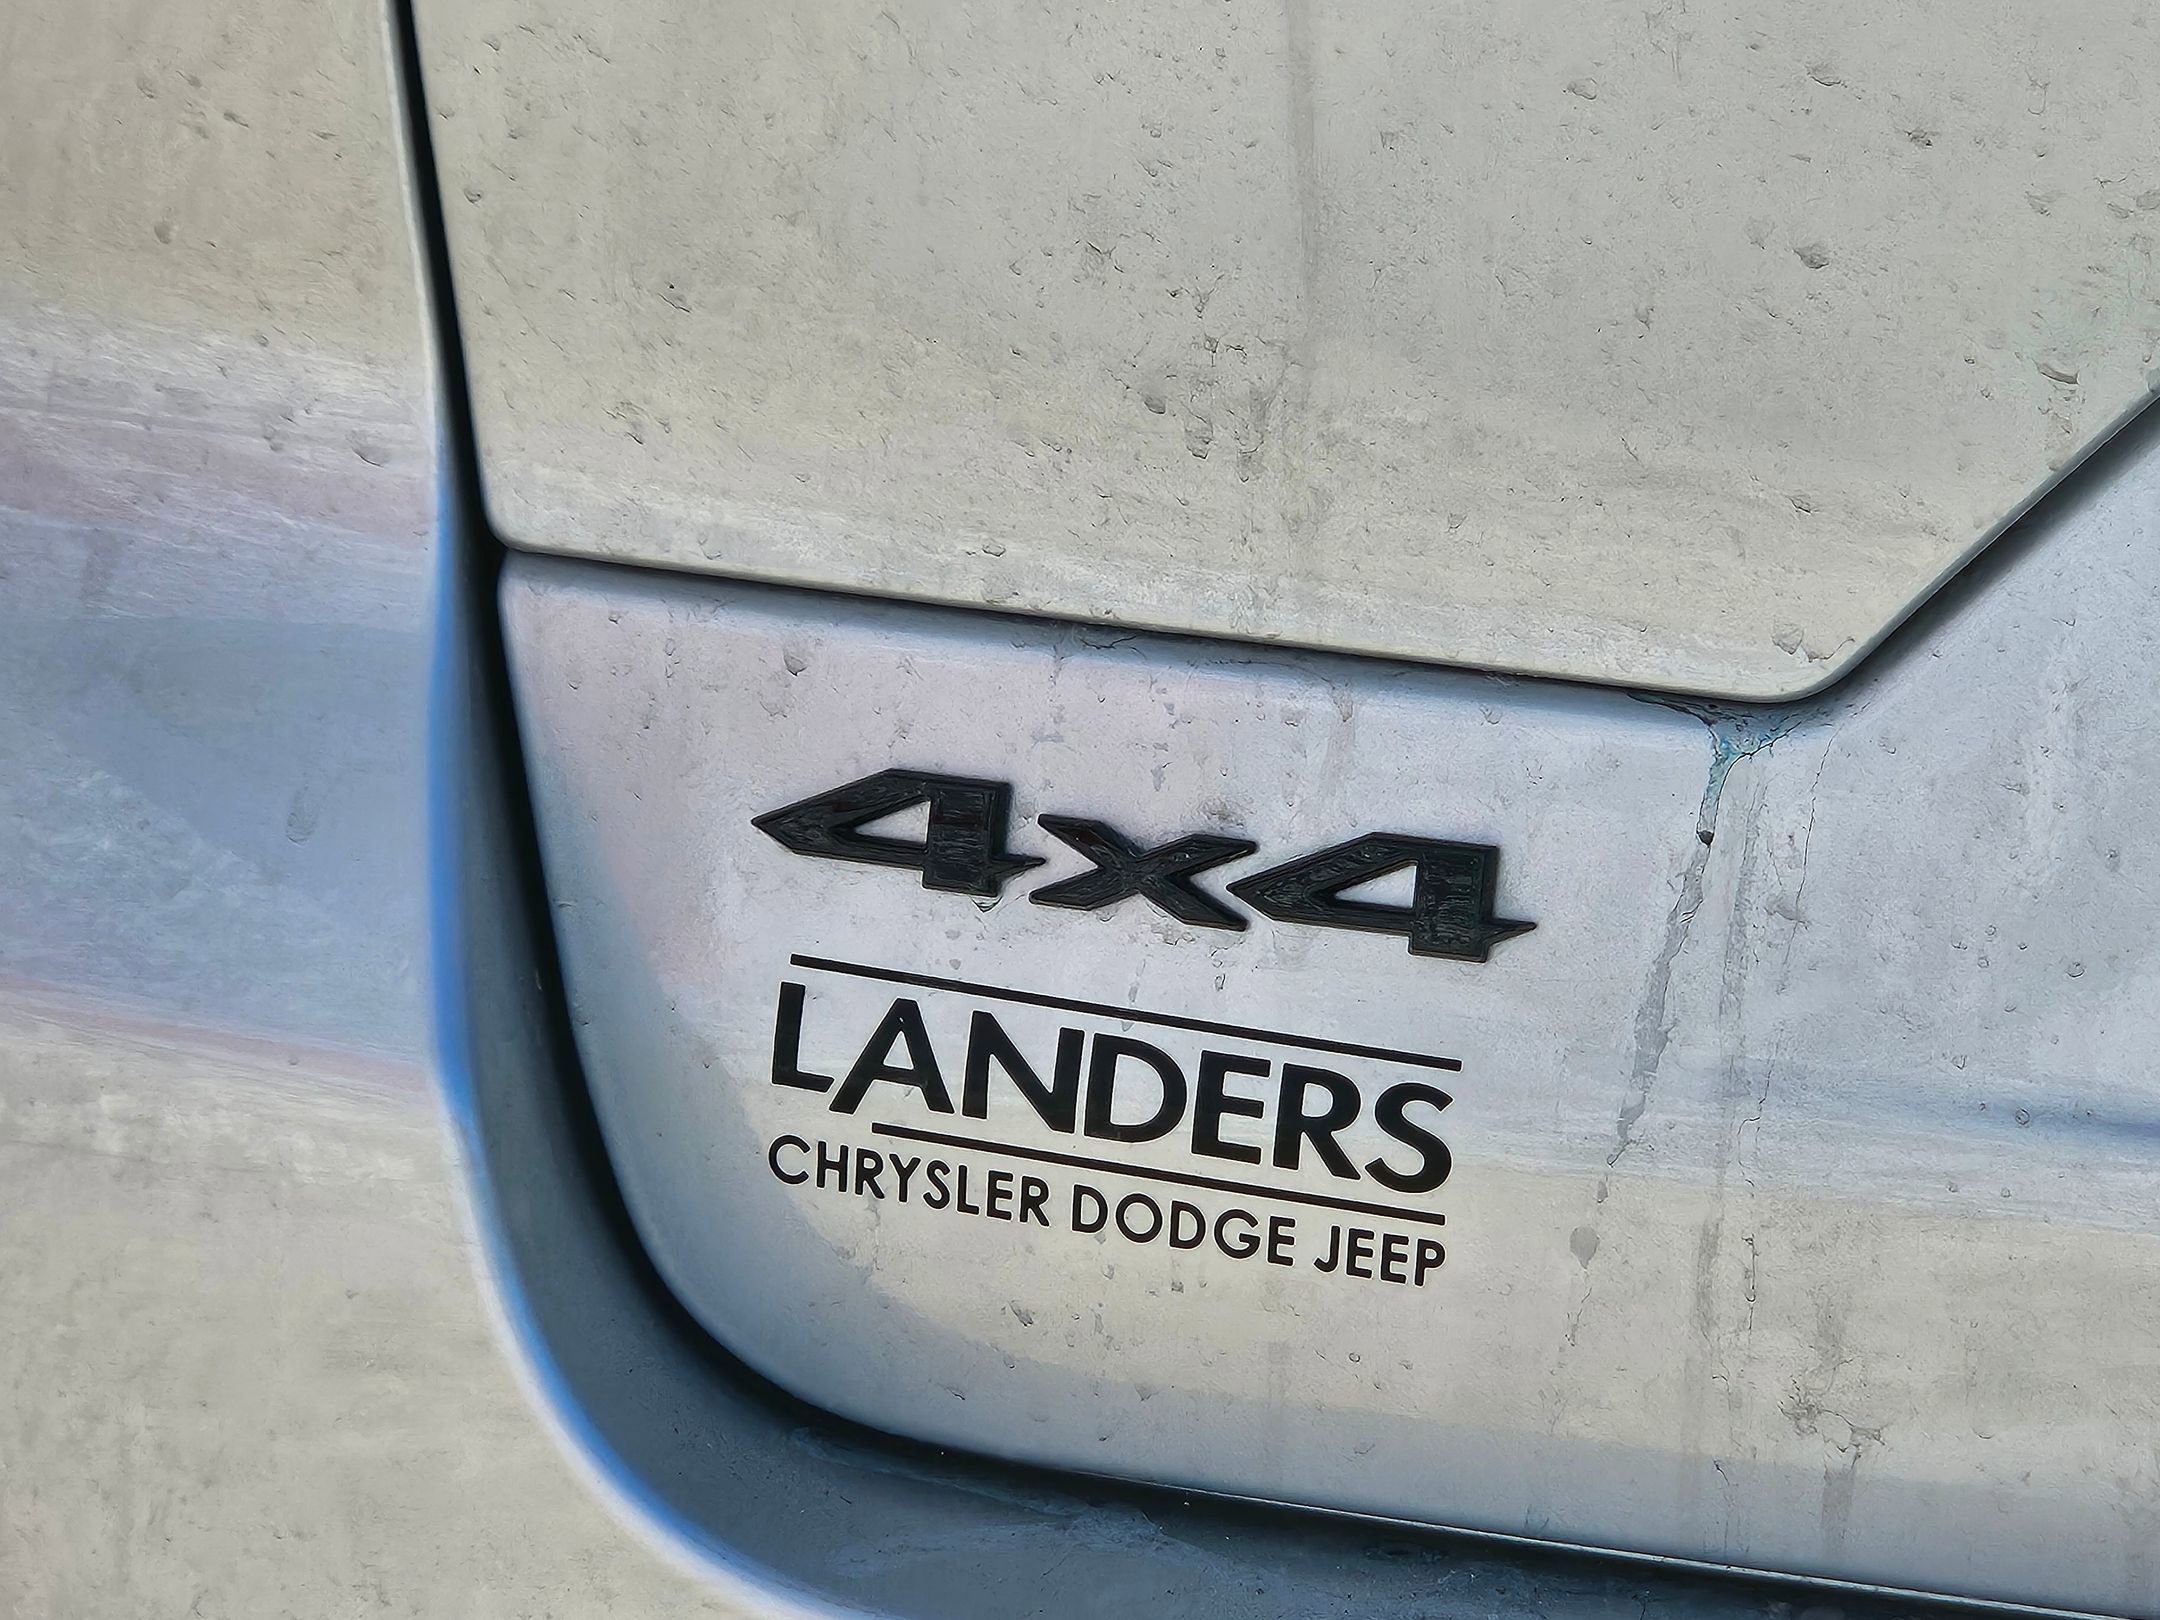 4x4
LANDERS
CHRYSLER DODGE JEEP